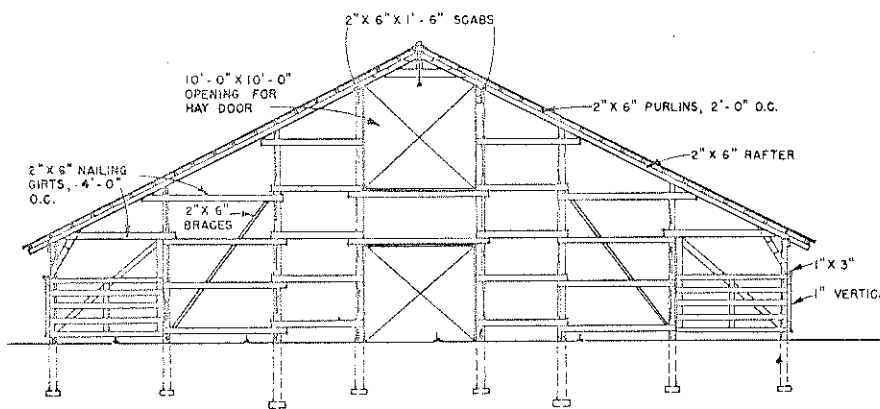 2" X 6" X 1' - 6" SCABS
10'-0" X 10'-0"
OPENING FOR
HAY DOOR
2" X 6" PURLINS, 2'-0" O.C.
2" X 6" RAFTER
2" X 6" NAILING
GIRTS, 4'-0"
O.C.
2" X 6"
BRACES
1" X 3"
1" VERTIC